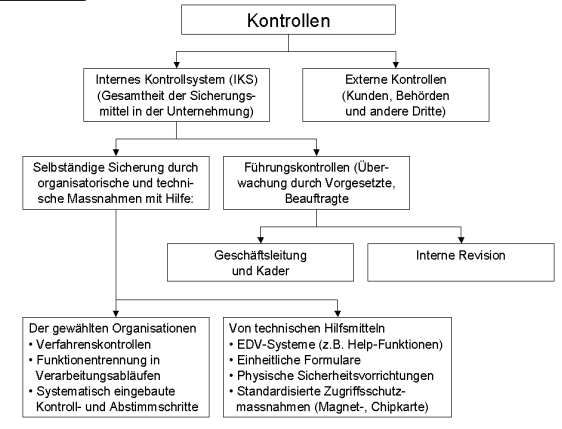 Kontrollen
Internes Kontrollsystem (IKS)
(Gesamtheit der Sicherungs-
mittel in der Unternehmung)
Externe Kontrollen
(Kunden, Behörden
und andere Dritte)
Selbständige Sicherung durch
organisatorische und techni-
sche Massnahmen mit Hilfe:
Führungskontrollen (Über-
wachung durch Vorgesetzte,
Beauftragte
Geschäftsleitung
und Kader
Interne Revision
Der gewählten Organisationen
• Verfahrenskontrollen
• Funktionentrennung in
Verarbeitungsabläufen
• Systematisch eingebaute
Kontroll- und Abstimmschritte
Von technischen Hilfsmitteln
• EDV-Systeme (z.B. Help-Funktionen)
• Einheitliche Formulare
• Physische Sicherheitsvorrichtungen
• Standardisierte Zugriffsschutz-
massnahmen (Magnet-, Chipkarte)